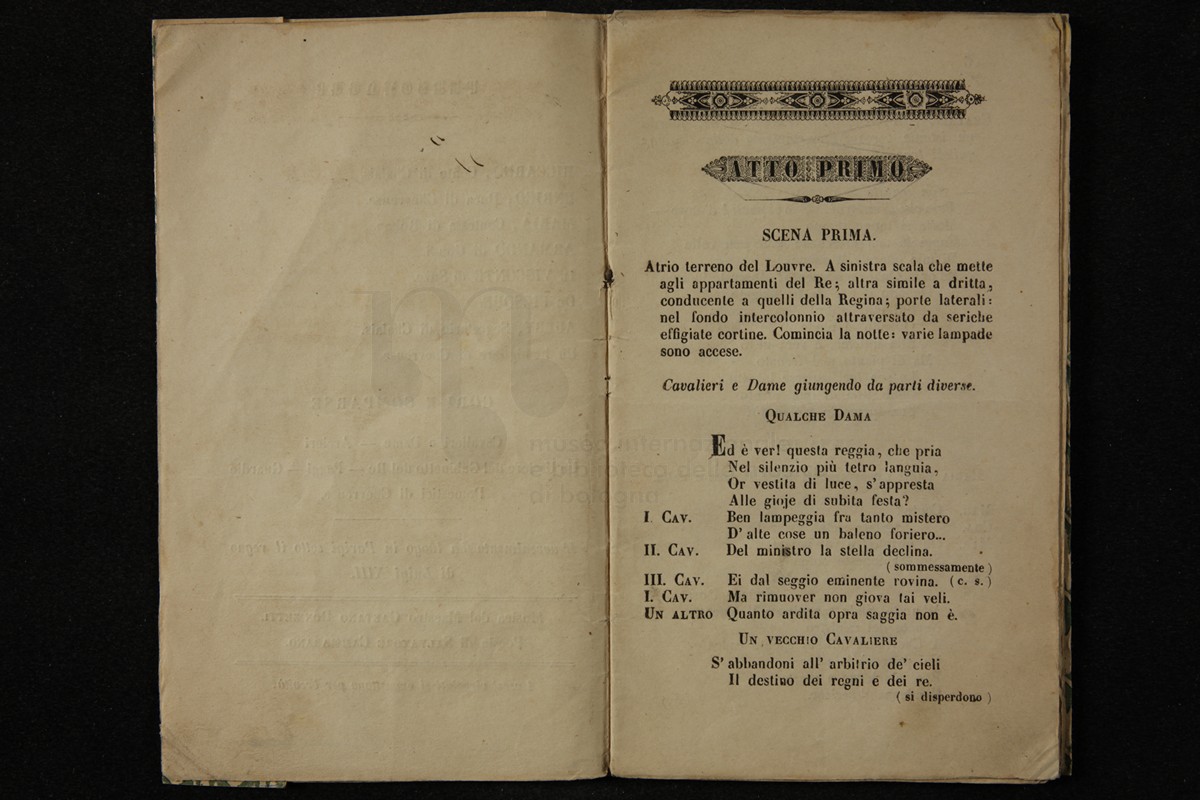 ATTO PRIMO
SCENA PRIMA.
Atrio terreno del Louvre. A sinistra scala che mette
agli appartamenti del Re; altra simile a dritta,
conducente a quelli della Regina; porte laterali:
nel fondo intercolonnio attraversato da seriche
effigiate cortine. Comincia la notte: varie lampade
sono accese.
Cavalieri e Dame giungendo da parti diverse.
QUALCHE DAMA
Ed è ver! questa reggia, che pria
Nel silenzio più tetro languia,
Or vestita di luce, s'appresta
Alle gioje di subita festa?
I. CAV. Ben lampeggia fra tanto mistero
D' alte cose un baleno foriero...
II. CAV. Del ministro la stella declina.
( sommessamente )
III. CAV. Ei dal seggio eminente rovina. ( c. s. )
I. CAV. Ma rimuover non giova tai veli.
UN ALTRO Quanto ardita opra saggia non è.
UN VECCHIO CAVALIERE
S' abbandoni all' arbitrio de' cieli
Il destino dei regni e dei re.
( si disperdono )
museo internazionale
e biblioteca della
di bologna